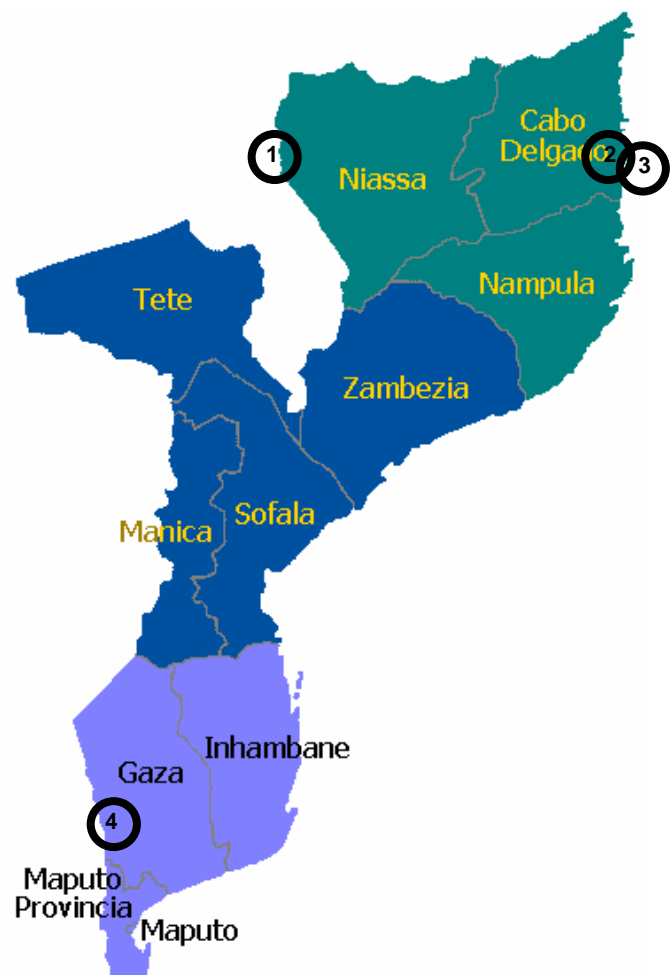 Cabo
Delgado
1
2
3
Niassa
Nampula
Tete
Zambezia
Sofala
Manica
Inhambane
Gaza
4
Maputo
Provincia
Maputo